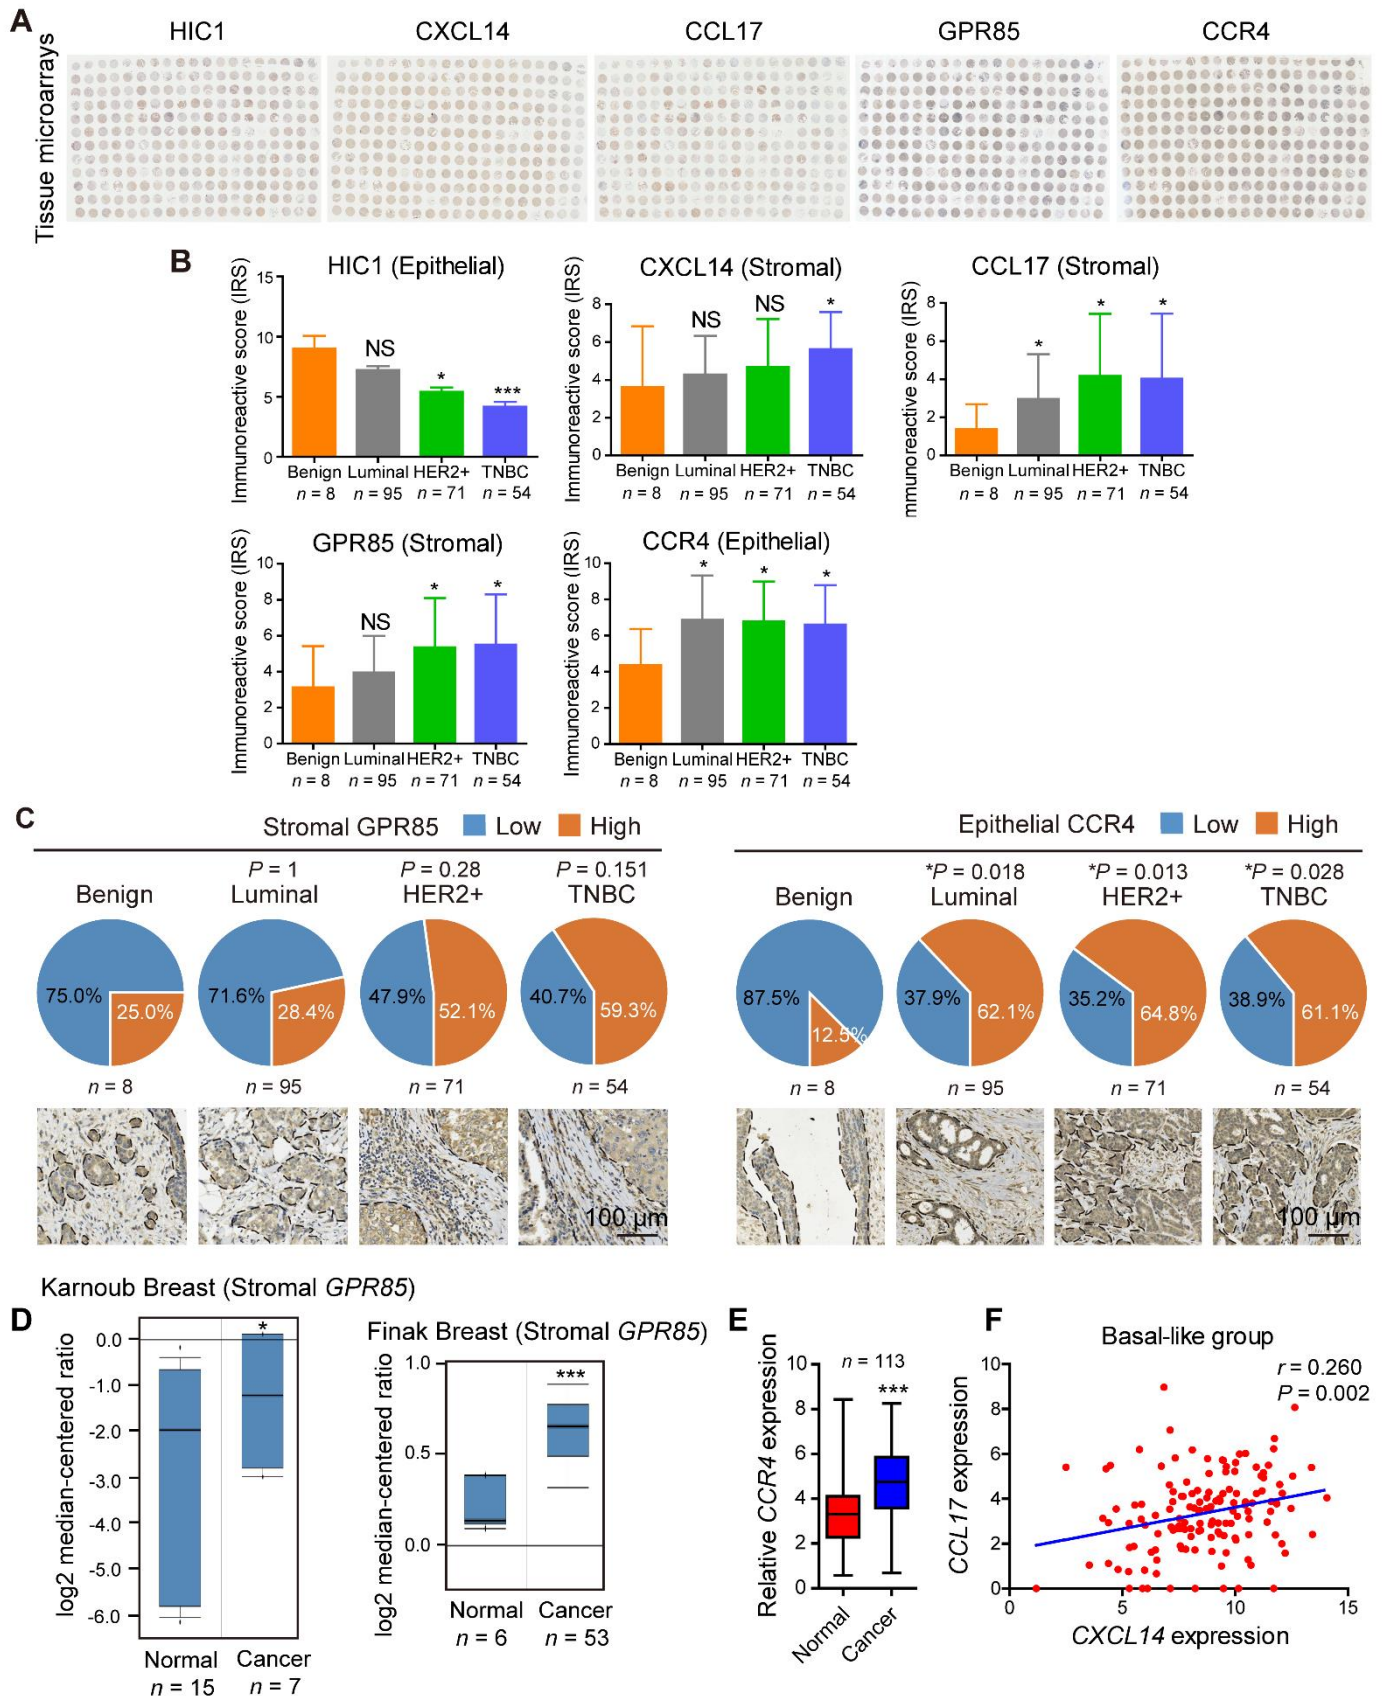 A
HIC1
CXCL14
CCL17
GPR85
CCR4
Tissue microarrays
B
HIC1 (Epithelial)
Immunoreactive score (IRS)
15
10
5
0
NS
*
***
Benign Luminal HER2+ TNBC
n = 8 n = 95 n = 71 n = 54
CXCL14 (Stromal)
Immunoreactive score (IRS)
8
6
4
2
0
NS
NS
*
Benign Luminal HER2+ TNBC
n = 8 n = 95 n = 71 n = 54
CCL17 (Stromal)
mmunoreactive score (IRS)
8
6
4
2
0
*
*
*
Benign Luminal HER2+ TNBC
n = 8 n = 95 n = 71 n = 54
GPR85 (Stromal)
Immunoreactive score (IRS)
10
8
6
4
2
0
NS
*
*
Benign Luminal HER2+ TNBC
n = 8 n = 95 n = 71 n = 54
CCR4 (Epithelial)
Immunoreactive score (IRS)
10
8
6
4
2
0
*
*
*
Benign Luminal HER2+ TNBC
n = 8 n = 95 n = 71 n = 54
C
Stromal GPR85 Low High
P = 1 P = 0.28 P = 0.151
Benign Luminal HER2+ TNBC
75.0% 25.0% 71.6% 28.4% 47.9% 52.1% 40.7% 59.3%
n = 8 n = 95 n = 71 n = 54
100 µm
Epithelial CCR4 Low High
*P = 0.018 *P = 0.013 *P = 0.028
Benign Luminal HER2+ TNBC
87.5% 12.5% 37.9% 62.1% 35.2% 64.8% 38.9% 61.1%
n = 8 n = 95 n = 71 n = 54
100 µm
D
Karnoub Breast (Stromal GPR85)
log2 median-centered ratio
0.0
-1.0
-2.0
-3.0
-4.0
-5.0
-6.0
*
Normal Cancer
n = 15 n = 7
Finak Breast (Stromal GPR85)
log2 median-centered ratio
1.0
0.5
0.0
***
Normal Cancer
n = 6 n = 53
E
Relative CCR4 expression
10
8
6
4
2
0
n = 113
***
Normal
Cancer
F
Basal-like group
r = 0.260
P = 0.002
CCL17 expression
10
8
6
4
2
0
0 5 10 15
CXCL14 expression